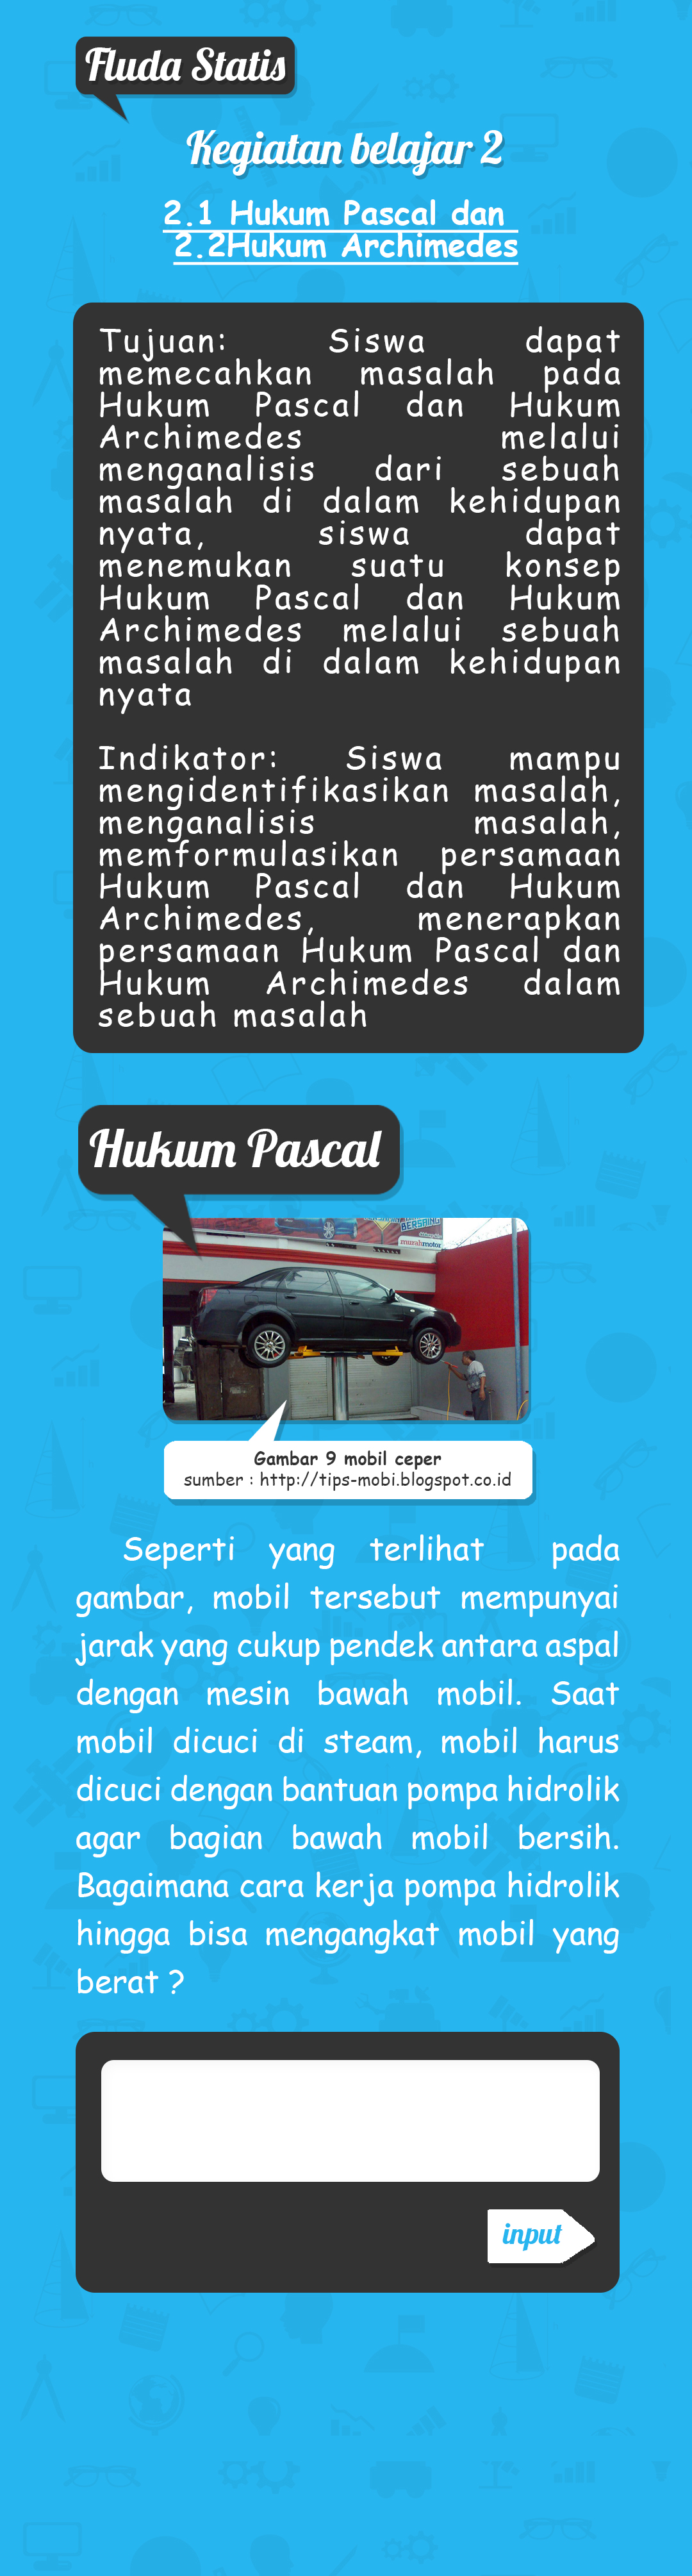 Fluda Statis
Kegiatan belajar 2
2.1 Hukum Pascal dan
2.2Hukum Archimedes
Tujuan: Siswa dapat
memecahkan masalah pada
Hukum Pascal dan Hukum
Archimedes melalui
menganalisis dari sebuah
masalah di dalam kehidupan
nyata, siswa dapat
menemukan suatu konsep
Hukum Pascal dan Hukum
Archimedes melalui sebuah
masalah di dalam kehidupan
nyata
Indikator: Siswa mampu
mengidentifikasikan masalah,
menganalisis masalah,
memformulasikan persamaan
Hukum Pascal dan Hukum
Archimedes, menerapkan
persamaan Hukum Pascal dan
Hukum Archimedes dalam
sebuah masalah
Hukum Pascal
BERSAING
murahmotor
Gambar 9 mobil ceper
sumber : http://tips-mobi.blogspot.co.id
Seperti yang terlihat pada
gambar, mobil tersebut mempunyai
jarak yang cukup pendek antara aspal
dengan mesin bawah mobil. Saat
mobil dicuci di steam, mobil harus
dicuci dengan bantuan pompa hidrolik
agar bagian bawah mobil bersih.
Bagaimana cara kerja pompa hidrolik
hingga bisa mengangkat mobil yang
berat ?
input